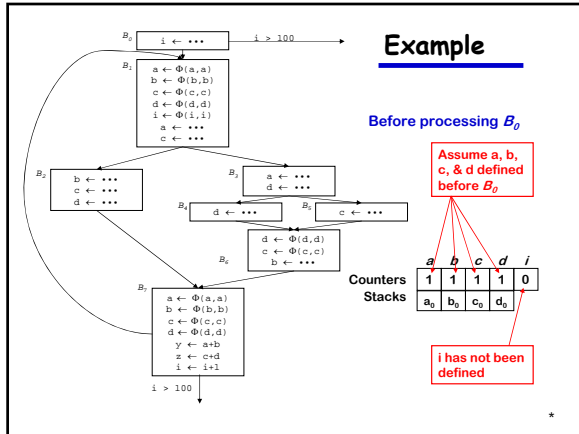 Example
B0
i ← •••
i > 100
B1
a ← Φ(a,a)
b ← Φ(b,b)
c ← Φ(c,c)
d ← Φ(d,d)
i ← Φ(i,i)
a ← •••
c ← •••
B2
b ← •••
c ← •••
d ← •••
B3
a ← •••
d ← •••
B4
d ← •••
B5
c ← •••
B6
d ← Φ(d,d)
c ← Φ(c,c)
b ← •••
B7
a ← Φ(a,a)
b ← Φ(b,b)
c ← Φ(c,c)
d ← Φ(d,d)
y ← a+b
z ← c+d
i ← i+1
i > 100
Before processing B0
Assume a, b,
c, & d defined
before B0
a b c d i
Counters 1 1 1 1 0
Stacks a0 b0 c0 d0
i has not been
defined
*